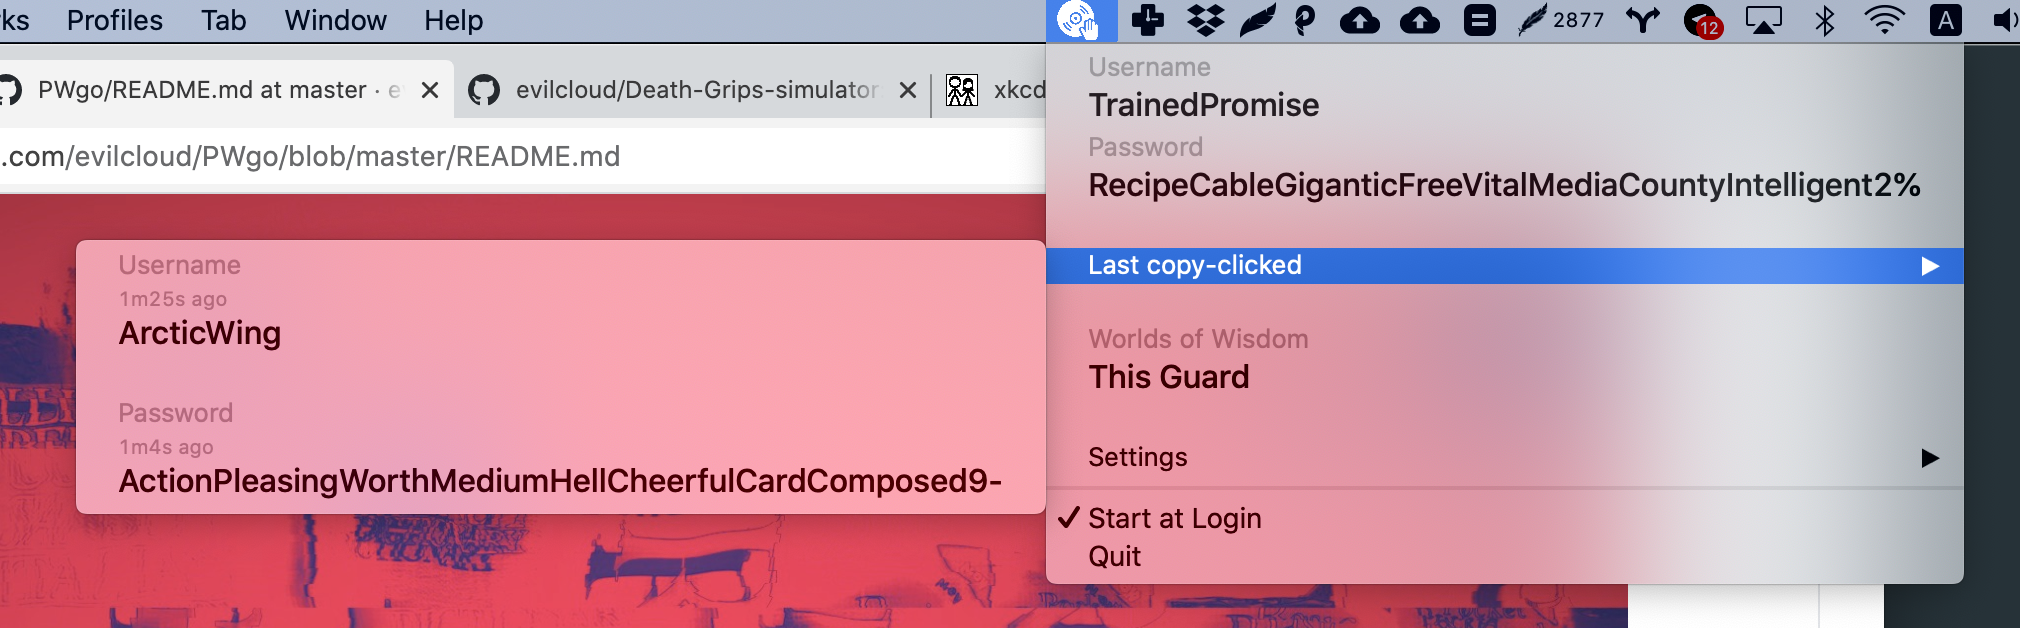 ks Profiles Tab Window Help 2877 12 A
PWgo/README.md at master · e
evilcloud/Death-Grips-simulator
xkcd
.com/evilcloud/PWgo/blob/master/README.md
Username
TrainedPromise
Password
RecipeCableGiganticFreeVitalMediaCountyIntelligent2%
Last copy-clicked
Username
1m25s ago
ArcticWing
Password
1m4s ago
ActionPleasingWorthMediumHellCheerfulCardComposed9-
Worlds of Wisdom
This Guard
Settings
Start at Login
Quit